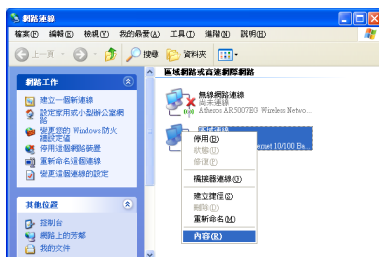 網路連線
檔案(F) 編輯(E) 檢視(V) 我的最愛(A) 工具(T) 進階(N) 說明(H)
上一頁 搜尋 資料夾
網路工作
建立一個新連線
設定家用或小型辦公室網路
變更您的 Windows 防火牆設定值
停用這個網路裝置
重新命名這個連線
變更這個連線的設定
其他位置
控制台
網路上的芳鄰
我的文件
區域網路或高速網際網路
無線網路連線
尚未連線
Atheros AR5007EG Wireless Netwo...
區域連線
ernet 10/100 Ba...
停用(B)
狀態(U)
修復(P)
橋接器連線(G)
建立捷徑(S)
刪除(D)
重新命名(M)
內容(R)